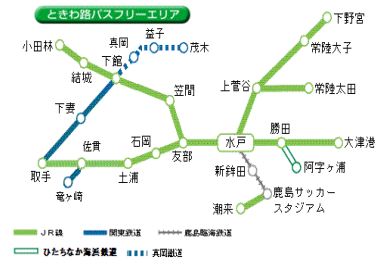 ときわ路パスフリーエリア
下野宮
益子
真岡
茂木
小田林
常陸大子
結城
下館
笠間
上菅谷
常陸太田
下妻
佐貫
石岡
水戸
勝田
大津港
取手
土浦
友部
新鉾田
阿字ヶ浦
竜ヶ崎
鹿島サッカー
スタジアム
潮来
JR線
関東鉄道
鹿島臨海鉄道
ひたちなか海浜鉄道
真岡鐵道